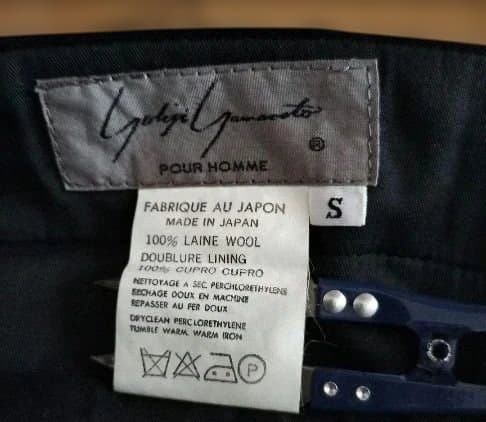 Yohji Yamamoto
®
POUR HOMME
S
FABRIQUE AU JAPON
MADE IN JAPAN
100% LAINE WOOL
DOUBLURE LINING
100% CUPRO CUPRO
NETTOYAGE A SEC. PERCHLORETHYLENE
SECHAGE DOUX EN MACHINE
REPASSER AU FER DOUX
DRYCLEAN PERCLORETHYLENE
TUMBLE WARM. WARM IRON
P